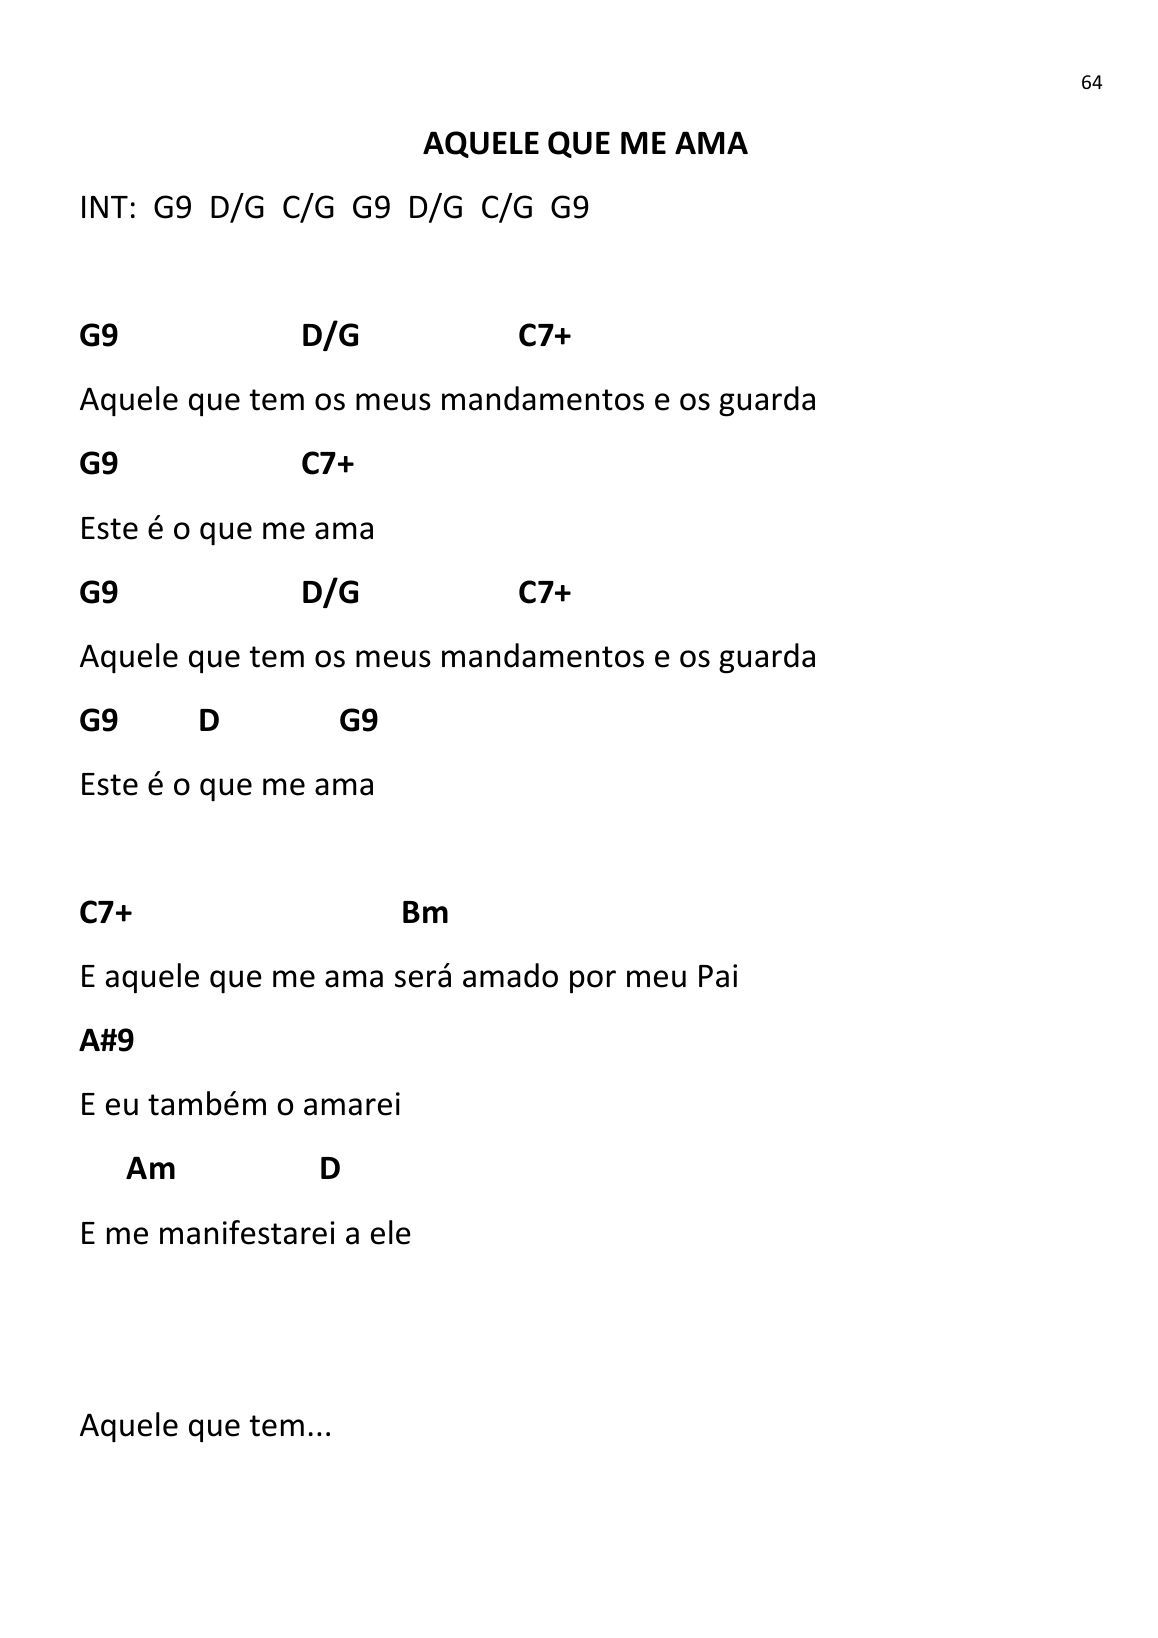 64
AQUELE QUE ME AMA
INT:  G9  D/G  C/G  G9  D/G  C/G  G9
G9 D/G C7+
Aquele que tem os meus mandamentos e os guarda
G9 C7+
Este é o que me ama
G9 D/G C7+
Aquele que tem os meus mandamentos e os guarda
G9 D G9
Este é o que me ama
C7+ Bm
E aquele que me ama será amado por meu Pai
A#9
E eu também o amarei
Am D
E me manifestarei a ele
Aquele que tem...